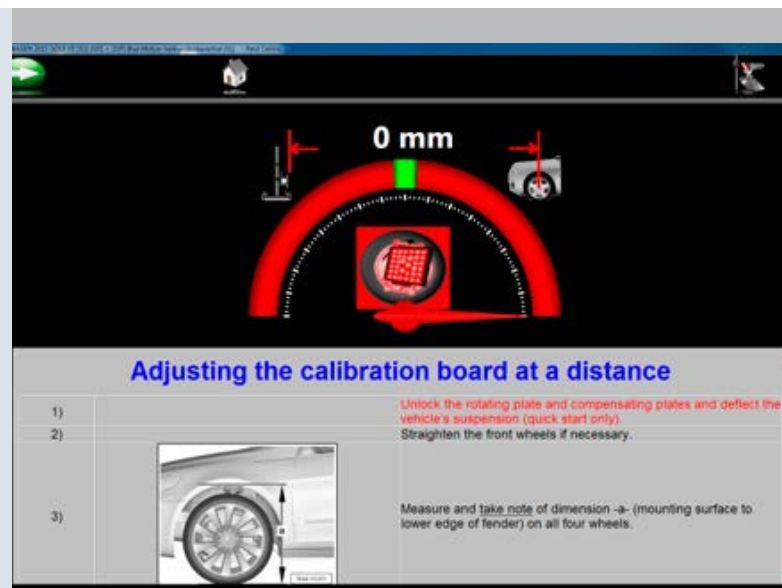 0 mm
Adjusting the calibration board at a distance
1)
Unlock the rotating plate and compensating plates and deflect the
vehicle's suspension (quick start only).
2)
Straighten the front wheels if necessary.
3)
a
Measure and take note of dimension -a- (mounting surface to
lower edge of fender) on all four wheels.